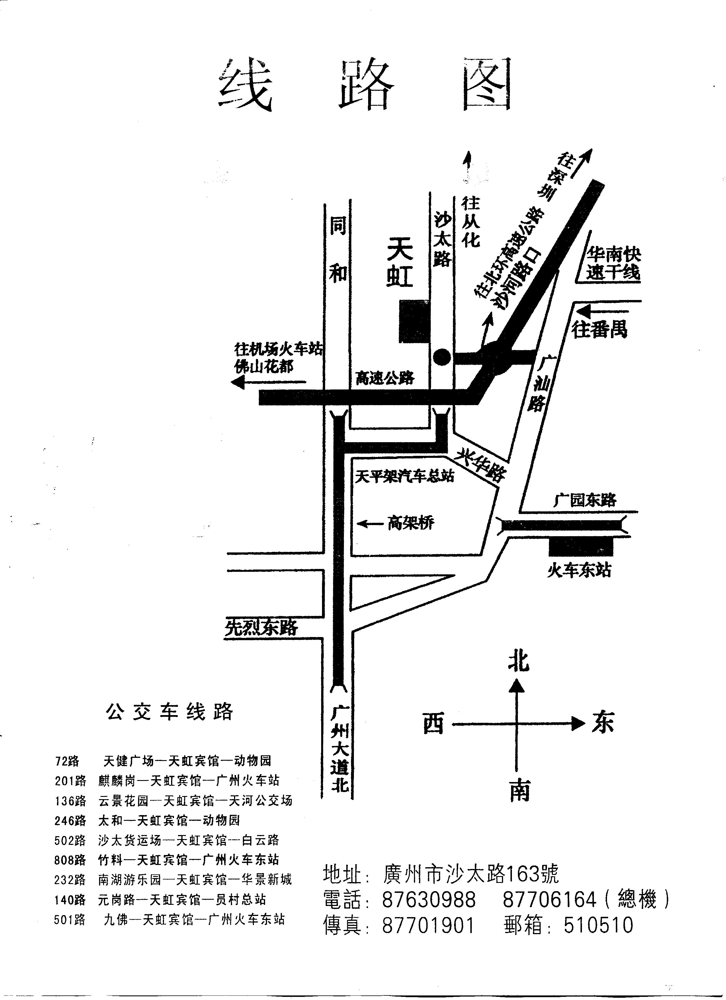 线路图
往深圳
往从化
沙太路
同和
天虹
往北环高速公路
沙河路口
华南快
速干线
往番禺
往机场火车站
佛山花都
高速公路
广汕路
兴华路
天平架汽车总站
广园东路
高架桥
火车东站
先烈东路
北
西
东
南
广州大道北
公交车线路
72路 天健广场—天虹宾馆—动物园
201路 麒麟岗—天虹宾馆—广州火车站
136路 云景花园—天虹宾馆—天河公交场
246路 太和—天虹宾馆—动物园
502路 沙太货运场—天虹宾馆—白云路
808路 竹料—天虹宾馆—广州火车东站
232路 南湖游乐园—天虹宾馆—华景新城
140路 元岗路—天虹宾馆—员村总站
501路 九佛—天虹宾馆—广州火车东站
地址：廣州市沙太路163號
電話：87630988 87706164（總機）
傳真：87701901 郵箱：510510